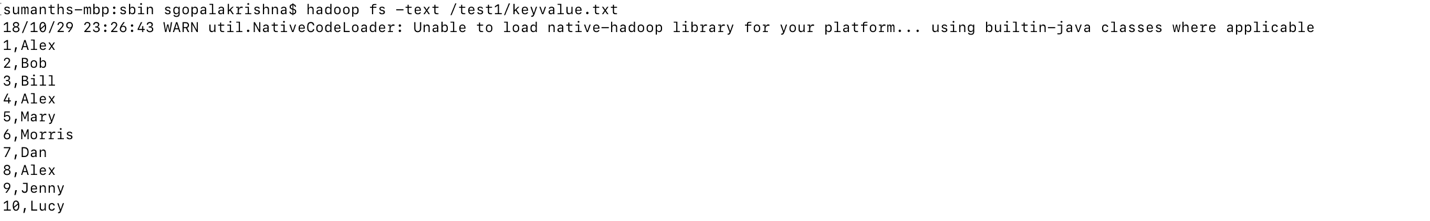 sumanths-mbp:sbin sgopalakrishna$ hadoop fs -text /test1/keyvalue.txt
18/10/29 23:26:43 WARN util.NativeCodeLoader: Unable to load native-hadoop library for your platform... using builtin-java classes where applicable
1,Alex
2,Bob
3,Bill
4,Alex
5,Mary
6,Morris
7,Dan
8,Alex
9,Jenny
10,Lucy